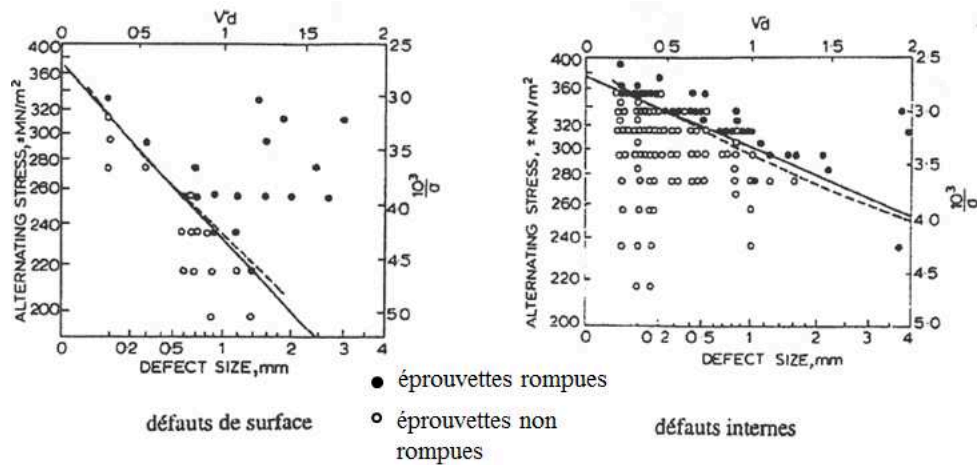 √d
0 0·5 1 1·5 2
400
360
320
300
280
260
240
220
200
ALTERNATING STRESS, ±MN/m²
2·5
3·0
3·5
4·0
4·5
5·0
10³/σ
0 0·2 0·5 1 2 3 4
DEFECT SIZE,mm
défauts de surface
√d
0 0·5 1 1·5 2
400
360
320
300
280
260
240
220
200
ALTERNATING STRESS, ± MN/m²
2·5
3·0
3·5
4·0
4·5
5·0
10³/σ
0 0·2 0·5 1 2 3 4
DEFECT SIZE, mm
éprouvettes rompues
éprouvettes non
rompues
défauts internes